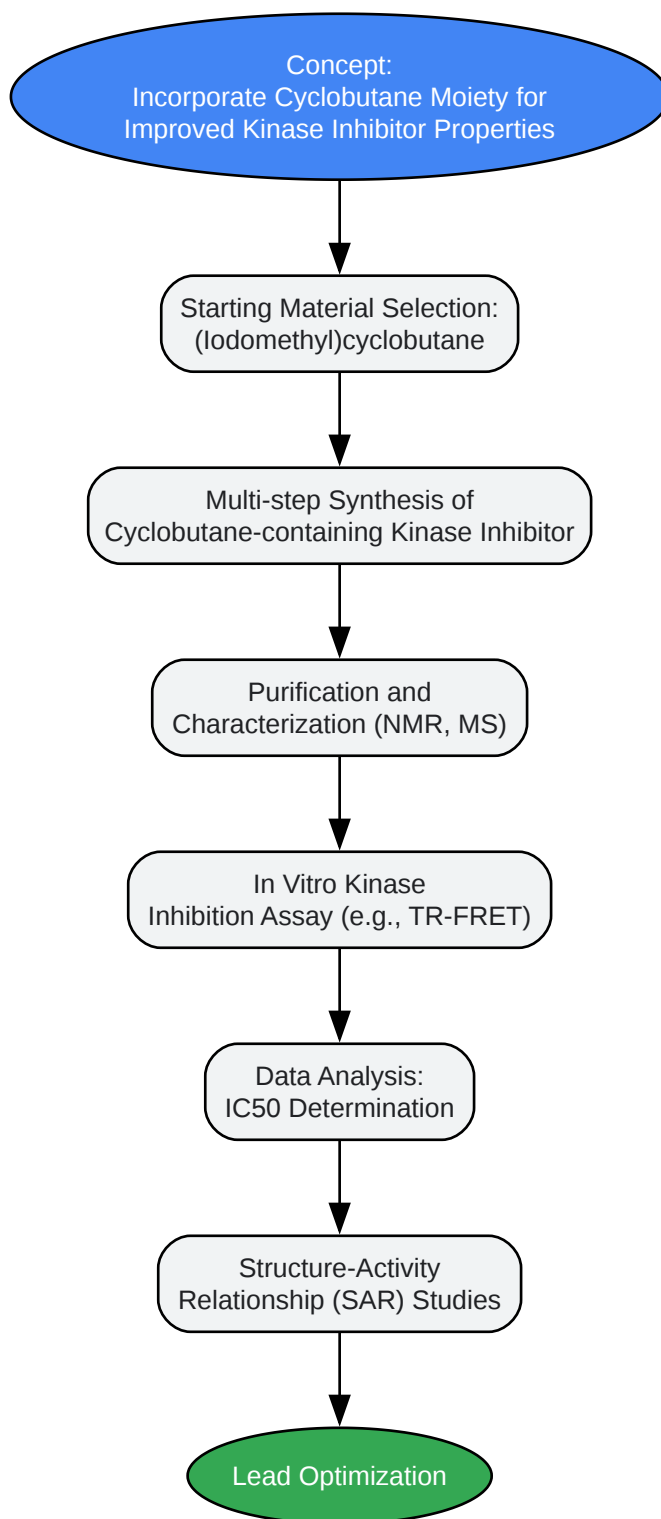 Concept:
Incorporate Cyclobutane Moiety for
Improved Kinase Inhibitor Properties
Starting Material Selection:
(Iodomethyl)cyclobutane
Multi-step Synthesis of
Cyclobutane-containing Kinase Inhibitor
Purification and
Characterization (NMR, MS)
In Vitro Kinase
Inhibition Assay (e.g., TR-FRET)
Data Analysis:
IC50 Determination
Structure-Activity
Relationship (SAR) Studies
Lead Optimization